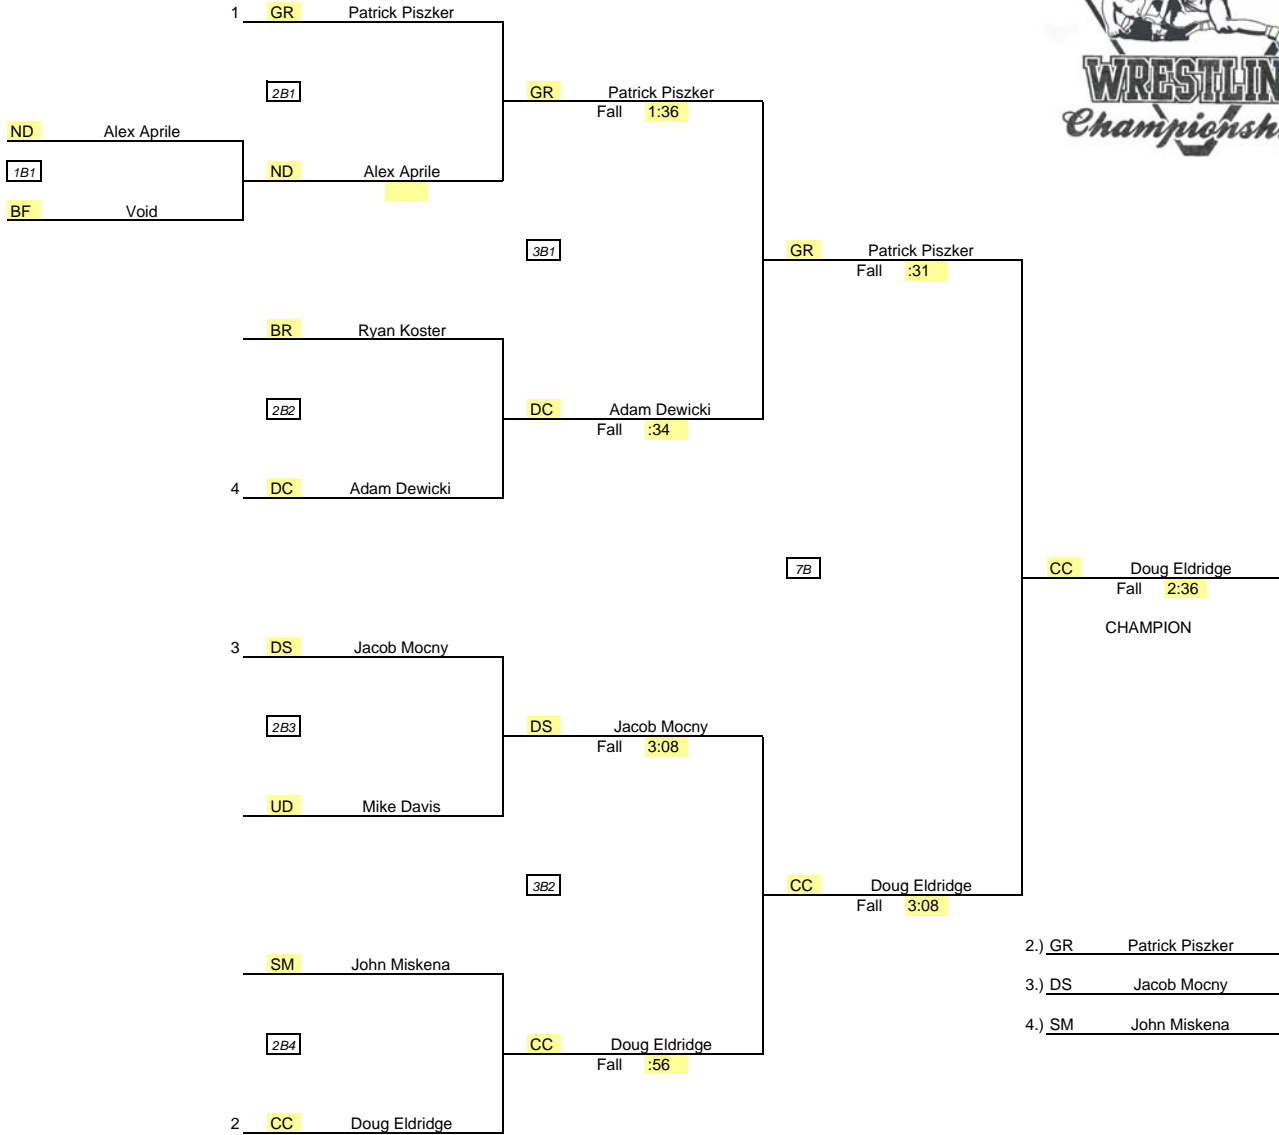 1 GR Patrick Piszker
2B1
GR Patrick Piszker
Fall 1:36
WRESTLIN
Championsh
ND Alex Aprile
1B1
ND Alex Aprile
BF Void
3B1
GR Patrick Piszker
Fall :31
BR Ryan Koster
2B2
DC Adam Dewicki
Fall :34
4 DC Adam Dewicki
7B
CC Doug Eldridge
Fall 2:36
CHAMPION
3 DS Jacob Mocny
2B3
DS Jacob Mocny
Fall 3:08
UD Mike Davis
3B2
CC Doug Eldridge
Fall 3:08
2.) GR Patrick Piszker
SM John Miskena
3.) DS Jacob Mocny
4.) SM John Miskena
2B4
CC Doug Eldridge
Fall :56
2 CC Doug Eldridge